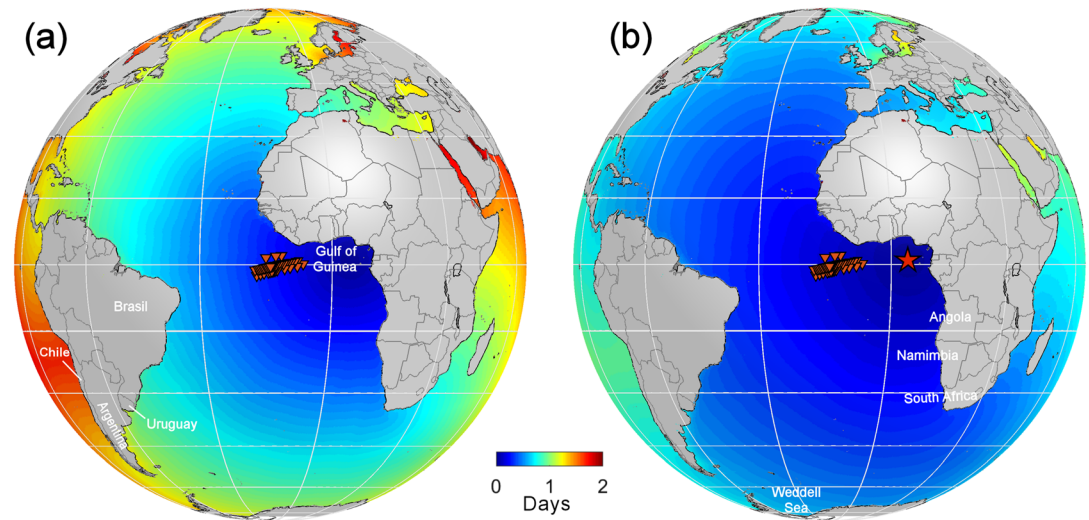 (a)
(b)
Gulf of
Guinea
Brasil
Chile
Argentina
Uruguay
Angola
Namimbia
South Africa
Weddell
Sea
0 1 2
Days